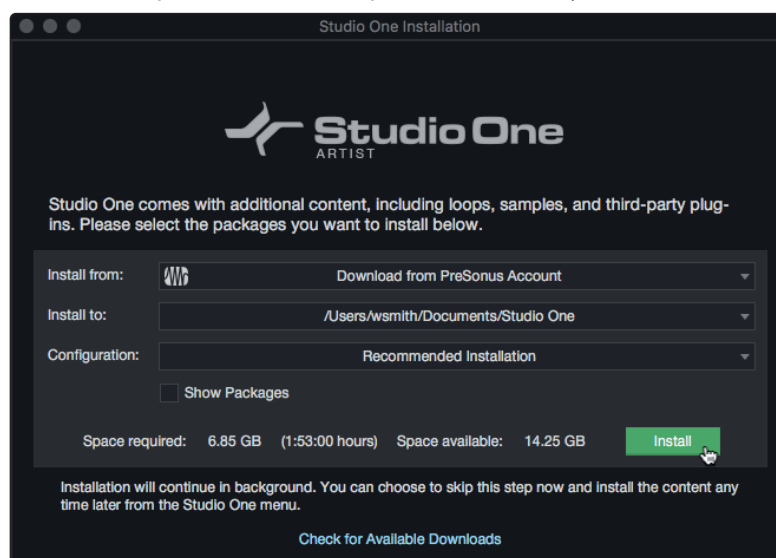 Studio One Installation
Studio One
ARTIST
Studio One comes with additional content, including loops, samples, and third-party plug-
ins. Please select the packages you want to install below.
Install from: Download from PreSonus Account
Install to: /Users/wsmith/Documents/Studio One
Configuration: Recommended Installation
Show Packages
Space required: 6.85 GB (1:53:00 hours) Space available: 14.25 GB Install
Installation will continue in background. You can choose to skip this step now and install the content any
time later from the Studio One menu.
Check for Available Downloads